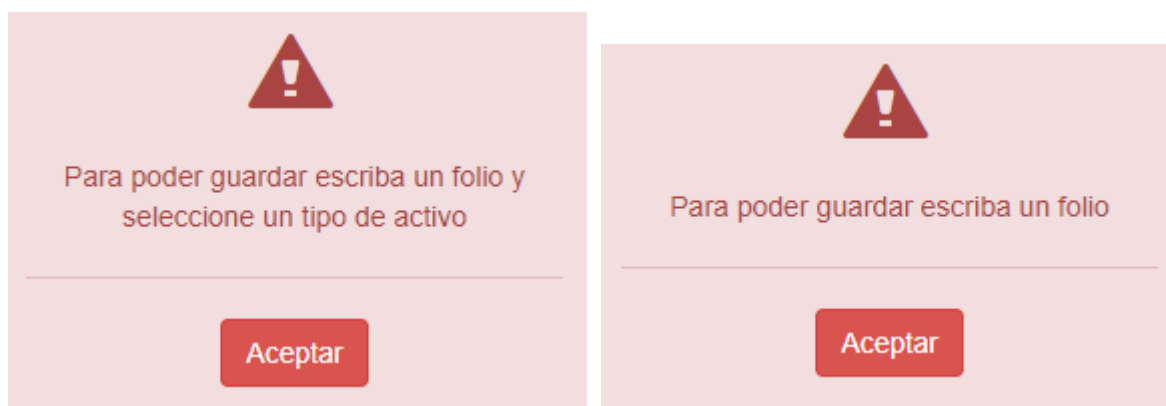 Para poder guardar escriba un folio y
seleccione un tipo de activo
Aceptar
Para poder guardar escriba un folio
Aceptar